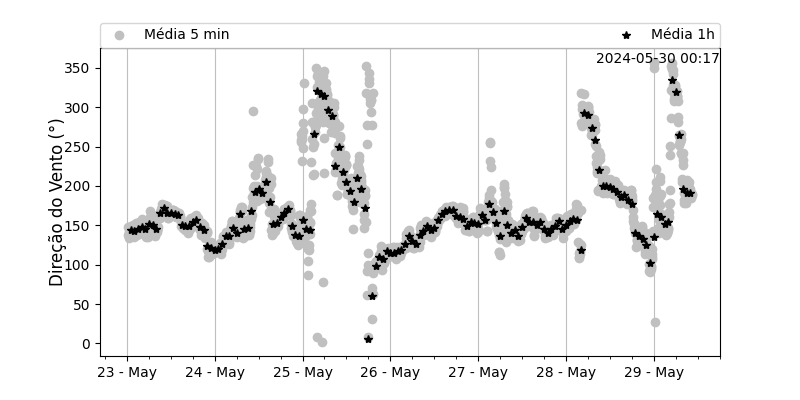 Média 5 min
Média 1h
2024-05-30 00:17
Direção do Vento (°)
350
300
250
200
150
100
50
0
23 - May
24 - May
25 - May
26 - May
27 - May
28 - May
29 - May